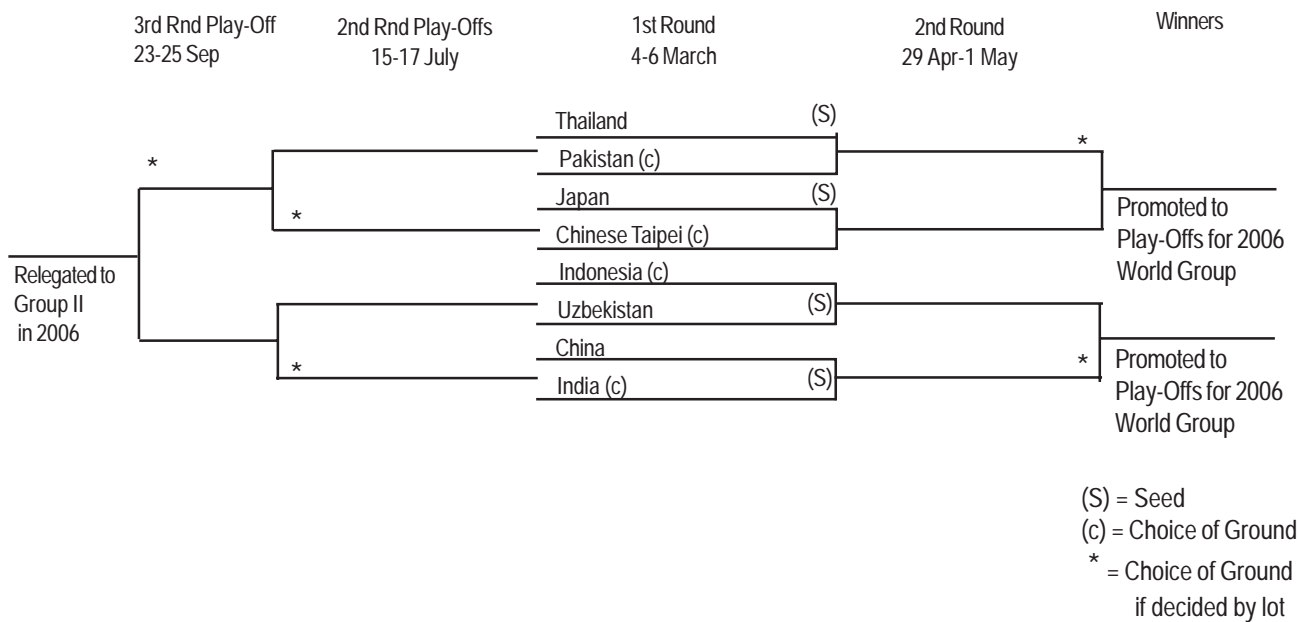 3rd Rnd Play-Off
23-25 Sep
2nd Rnd Play-Offs
15-17 July
1st Round
4-6 March
2nd Round
29 Apr-1 May
Winners
Thailand (S)
Pakistan (c)
Japan (S)
Chinese Taipei (c)
Indonesia (c)
Uzbekistan (S)
China
India (c) (S)
*
*
*
*
*
Relegated to
Group II
in 2006
Promoted to
Play-Offs for 2006
World Group
Promoted to
Play-Offs for 2006
World Group
(S) = Seed
(c) = Choice of Ground
* = Choice of Ground
if decided by lot